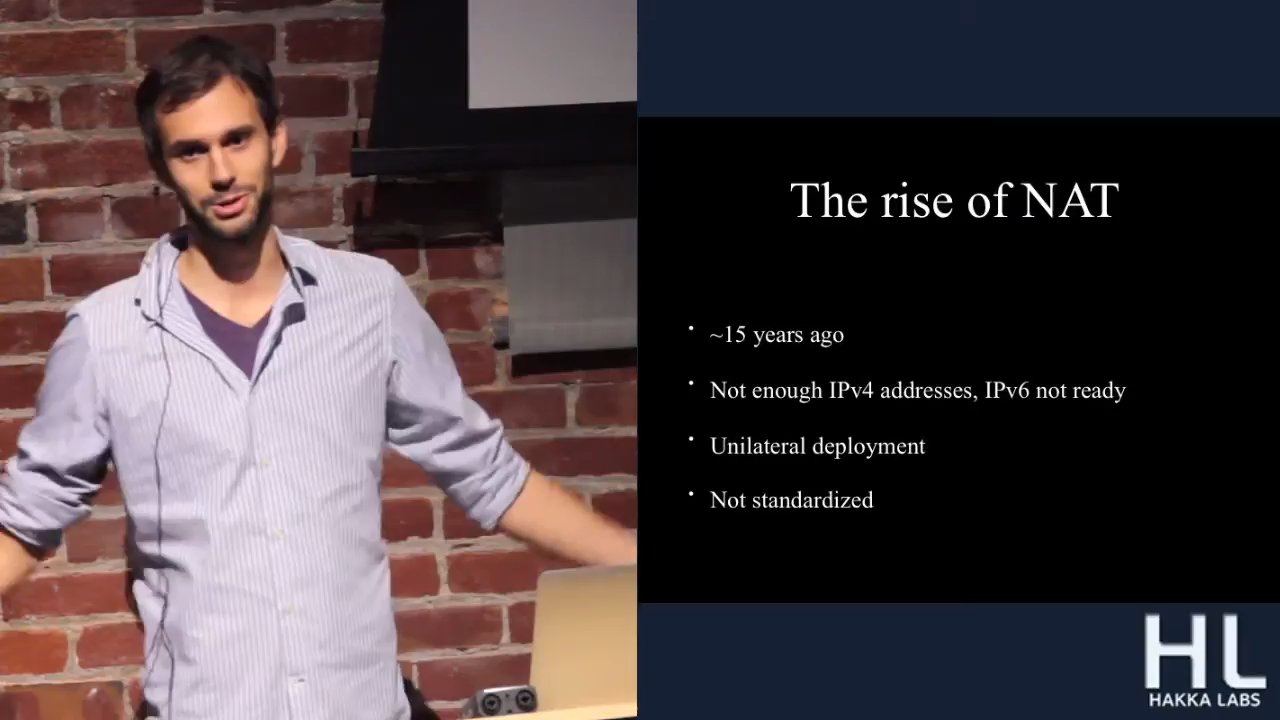 The rise of NAT
~15 years ago
Not enough IPv4 addresses, IPv6 not ready
Unilateral deployment
Not standardized
HL
HAKKA LABS